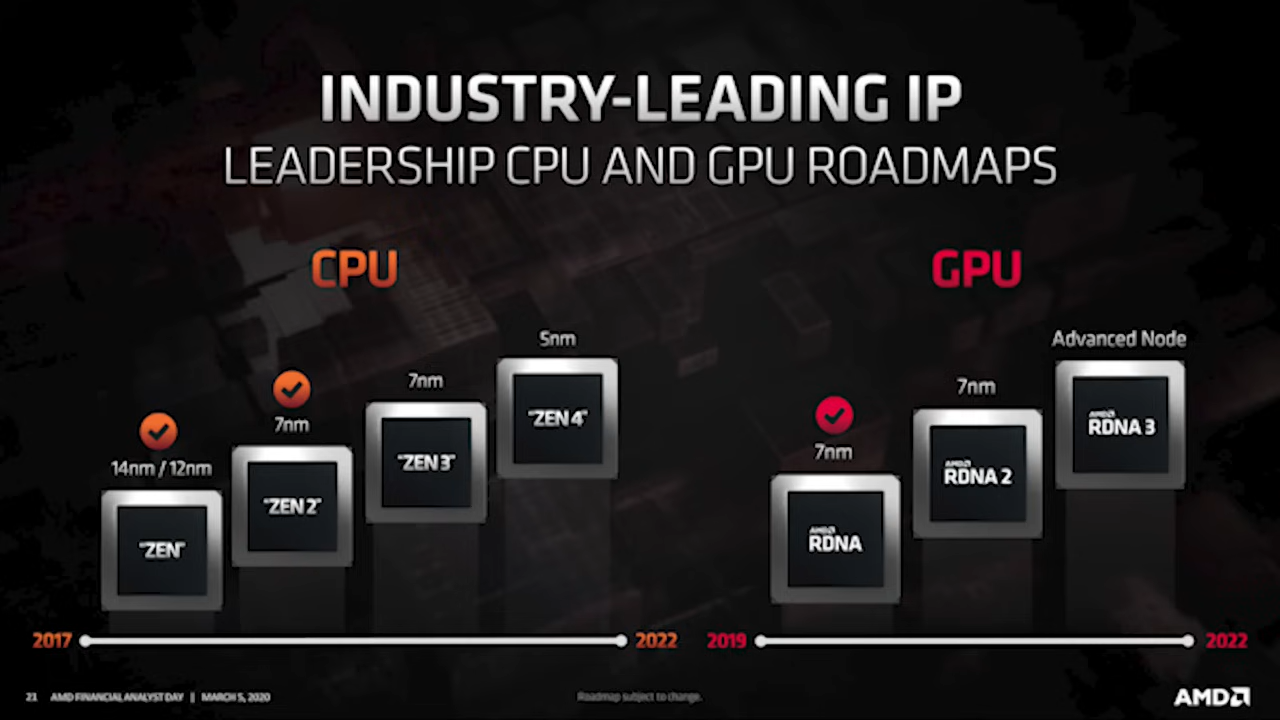 INDUSTRY-LEADING IP
LEADERSHIP CPU AND GPU ROADMAPS
CPU
14nm / 12nm
"ZEN"
7nm
"ZEN 2"
7nm
"ZEN 3"
5nm
"ZEN 4"
2017
2022
GPU
7nm
AMD
RDNA
7nm
AMD
RDNA 2
Advanced Node
AMD
RDNA 3
2019
2022
21 AMD FINANCIAL ANALYST DAY | MARCH 5, 2020
Roadmap subject to change.
AMD